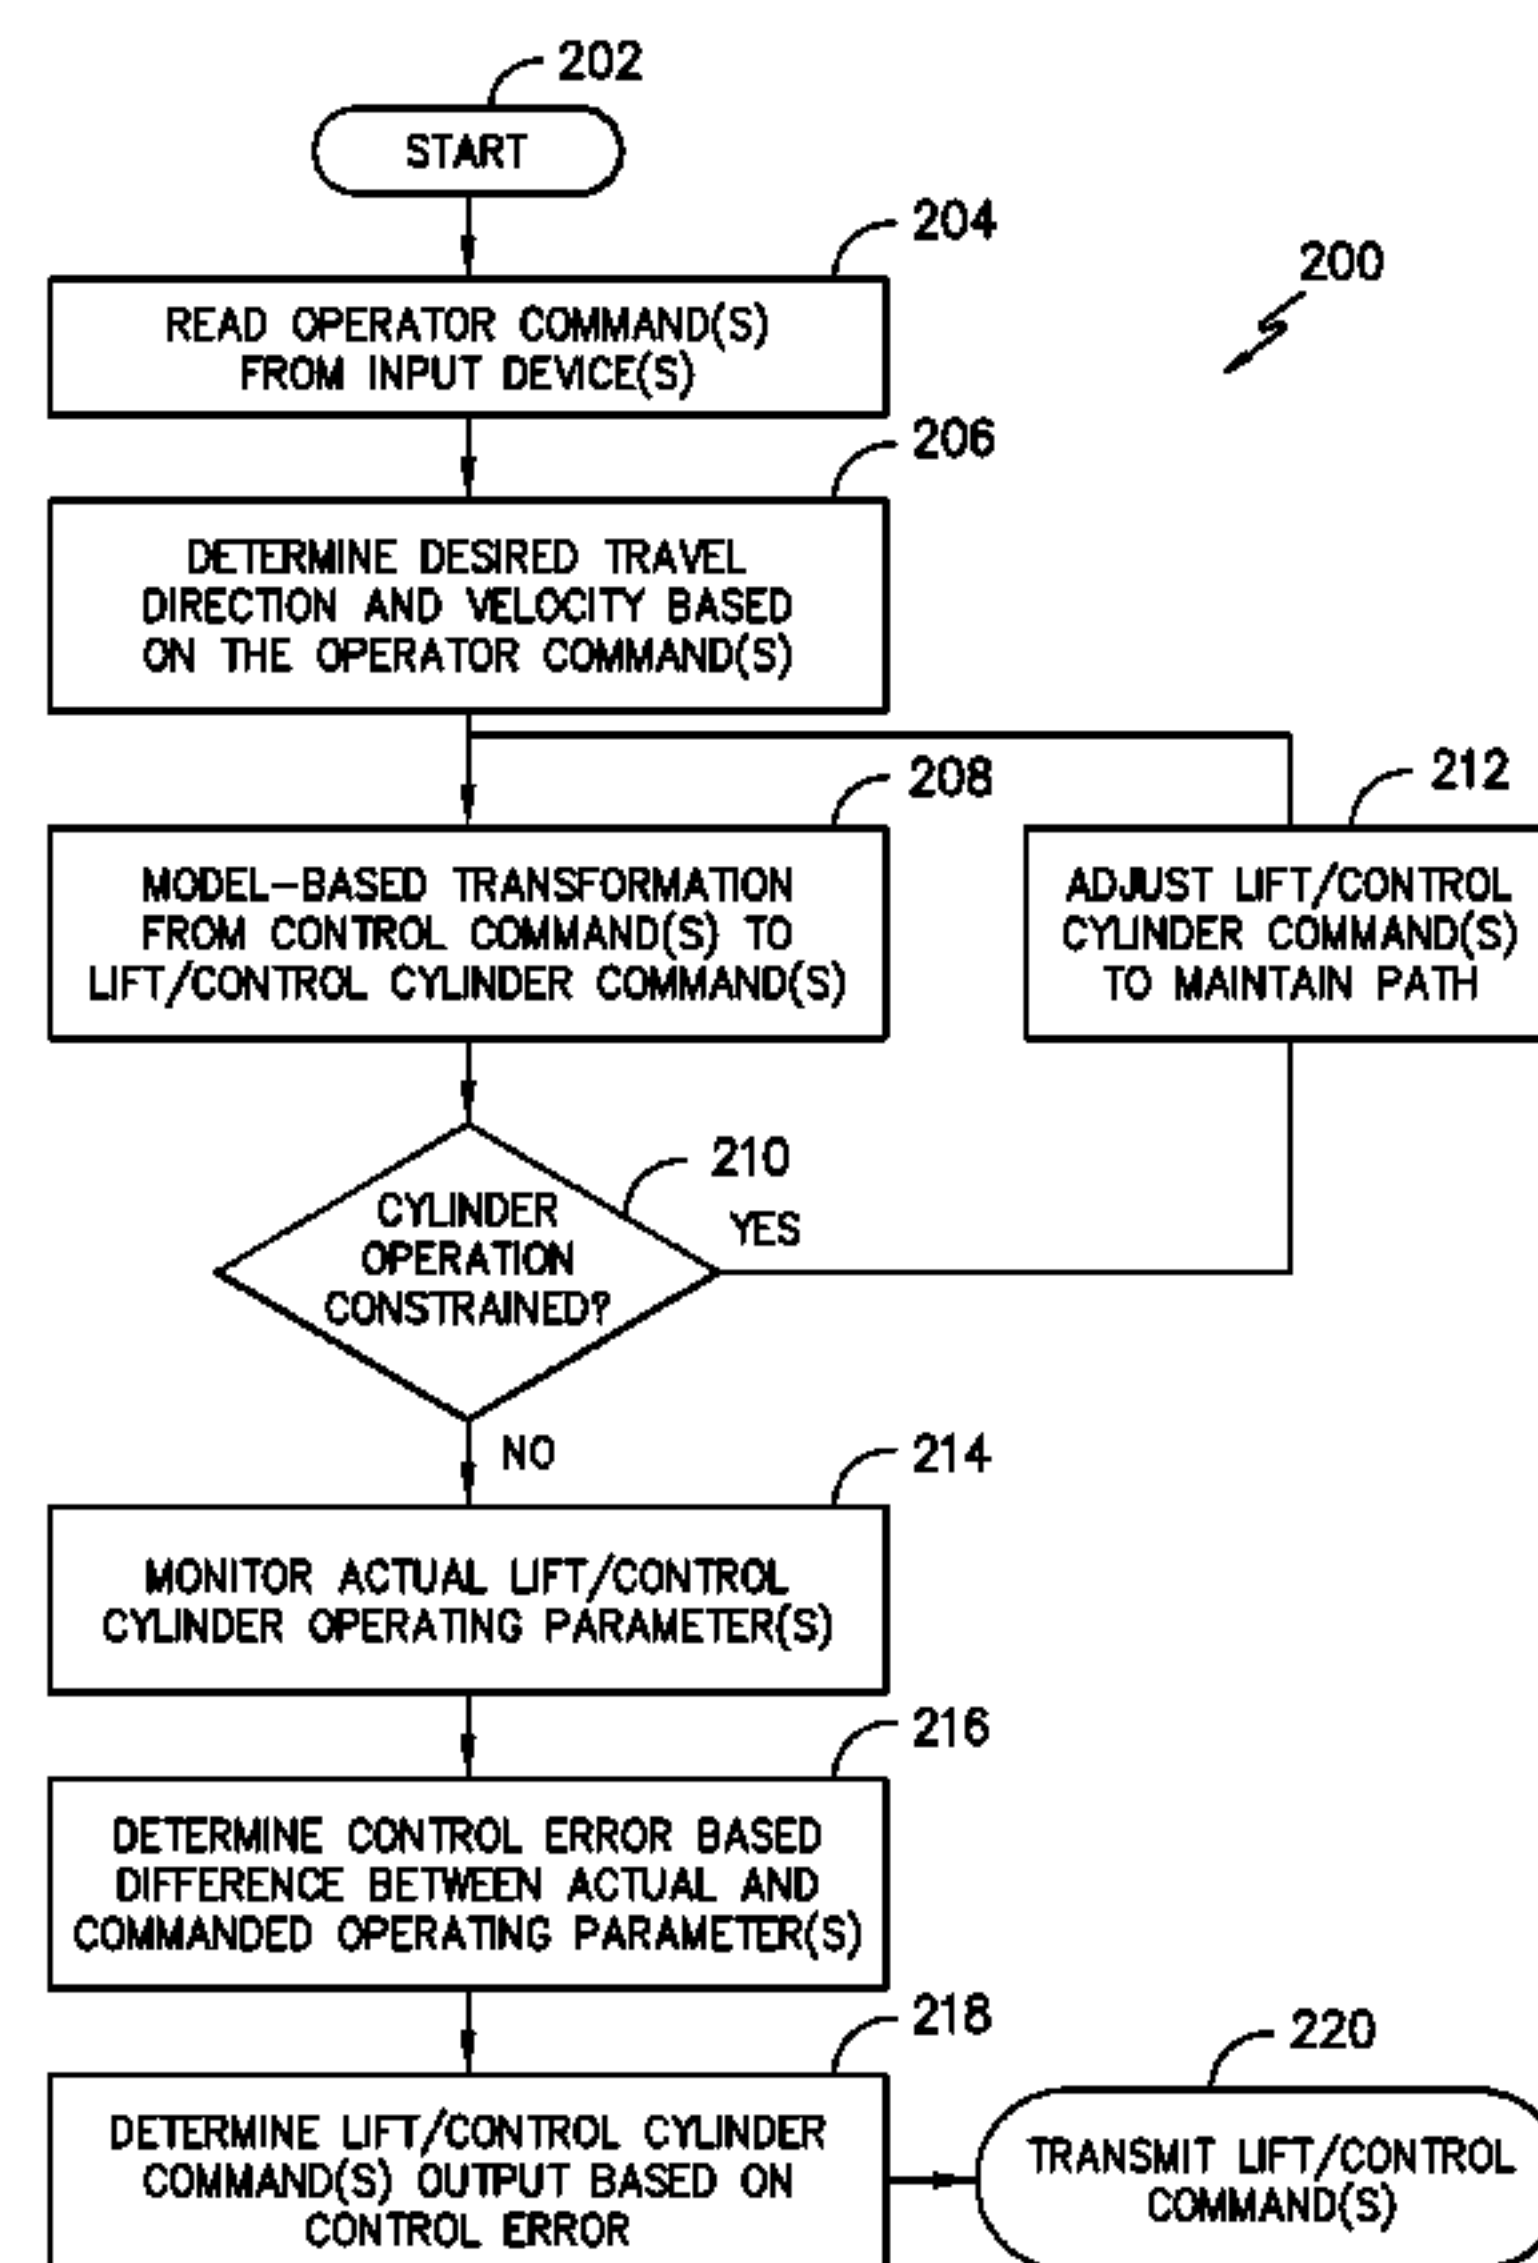 202
START
204
READ OPERATOR COMMAND(S)
FROM INPUT DEVICE(S)
200
206
DETERMINE DESIRED TRAVEL
DIRECTION AND VELOCITY BASED
ON THE OPERATOR COMMAND(S)
208
MODEL-BASED TRANSFORMATION
FROM CONTROL COMMAND(S) TO
LIFT/CONTROL CYLINDER COMMAND(S)
212
ADJUST LIFT/CONTROL
CYLINDER COMMAND(S)
TO MAINTAIN PATH
210
CYLINDER
OPERATION
CONSTRAINED?
YES
NO
214
MONITOR ACTUAL LIFT/CONTROL
CYLINDER OPERATING PARAMETER(S)
216
DETERMINE CONTROL ERROR BASED
DIFFERENCE BETWEEN ACTUAL AND
COMMANDED OPERATING PARAMETER(S)
218
DETERMINE LIFT/CONTROL CYLINDER
COMMAND(S) OUTPUT BASED ON
CONTROL ERROR
220
TRANSMIT LIFT/CONTROL
COMMAND(S)